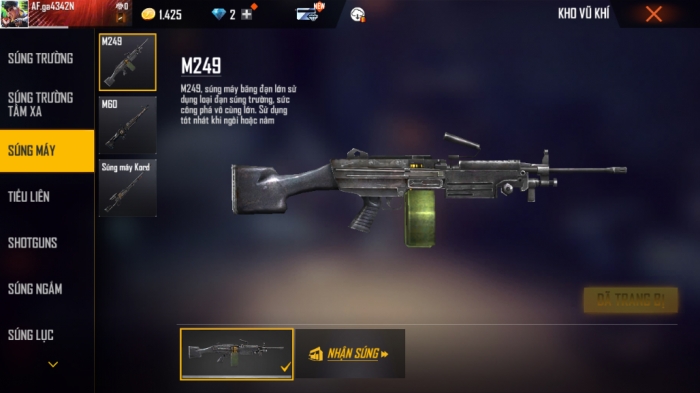 AF.ga4342N
0
1.425
2
NEW
KHO VŨ KHÍ
SÚNG TRƯỜNG
SÚNG TRƯỜNG
TẦM XA
SÚNG MÁY
TIỂU LIÊN
SHOTGUNS
SÚNG NGẮM
SÚNG LỤC
M249
M60
Súng máy Kord
M249
M249, súng máy băng đạn lớn sử
dụng loại đạn súng trường, sức
công phá vô cùng lớn. Sử dụng
tốt nhất khi ngồi hoặc nằm
ĐÃ TRANG BỊ
NHẬN SÚNG